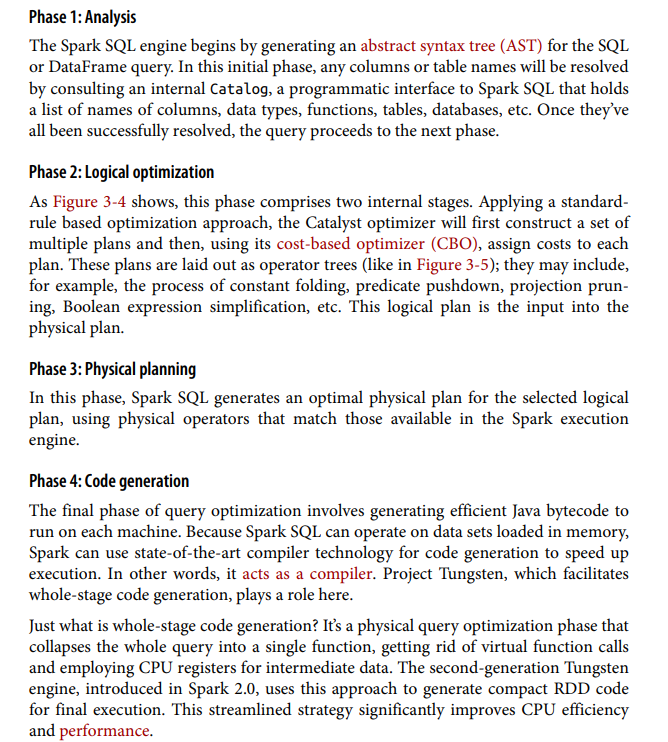 Phase 1: Analysis
The Spark SQL engine begins by generating an abstract syntax tree (AST) for the SQL
or DataFrame query. In this initial phase, any columns or table names will be resolved
by consulting an internal Catalog, a programmatic interface to Spark SQL that holds
a list of names of columns, data types, functions, tables, databases, etc. Once they’ve
all been successfully resolved, the query proceeds to the next phase.
Phase 2: Logical optimization
As Figure 3-4 shows, this phase comprises two internal stages. Applying a standard-
rule based optimization approach, the Catalyst optimizer will first construct a set of
multiple plans and then, using its cost-based optimizer (CBO), assign costs to each
plan. These plans are laid out as operator trees (like in Figure 3-5); they may include,
for example, the process of constant folding, predicate pushdown, projection prun-
ing, Boolean expression simplification, etc. This logical plan is the input into the
physical plan.
Phase 3: Physical planning
In this phase, Spark SQL generates an optimal physical plan for the selected logical
plan, using physical operators that match those available in the Spark execution
engine.
Phase 4: Code generation
The final phase of query optimization involves generating efficient Java bytecode to
run on each machine. Because Spark SQL can operate on data sets loaded in memory,
Spark can use state-of-the-art compiler technology for code generation to speed up
execution. In other words, it acts as a compiler. Project Tungsten, which facilitates
whole-stage code generation, plays a role here.
Just what is whole-stage code generation? It’s a physical query optimization phase that
collapses the whole query into a single function, getting rid of virtual function calls
and employing CPU registers for intermediate data. The second-generation Tungsten
engine, introduced in Spark 2.0, uses this approach to generate compact RDD code
for final execution. This streamlined strategy significantly improves CPU efficiency
and performance.